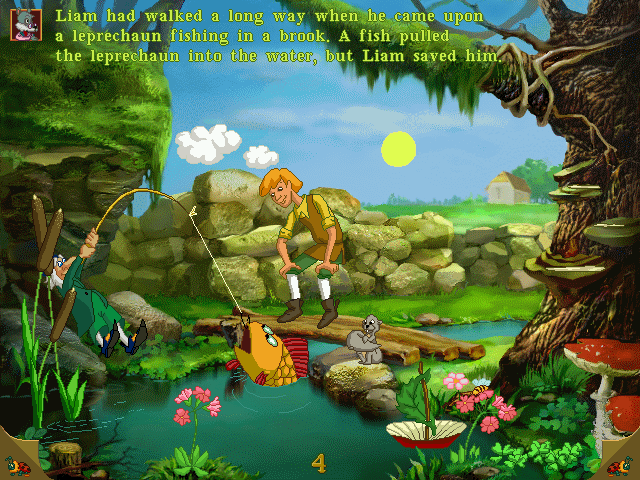 Liam had walked a long way when he came upon
a leprechaun fishing in a brook. A fish pulled
the leprechaun into the water, but Liam saved him.
4